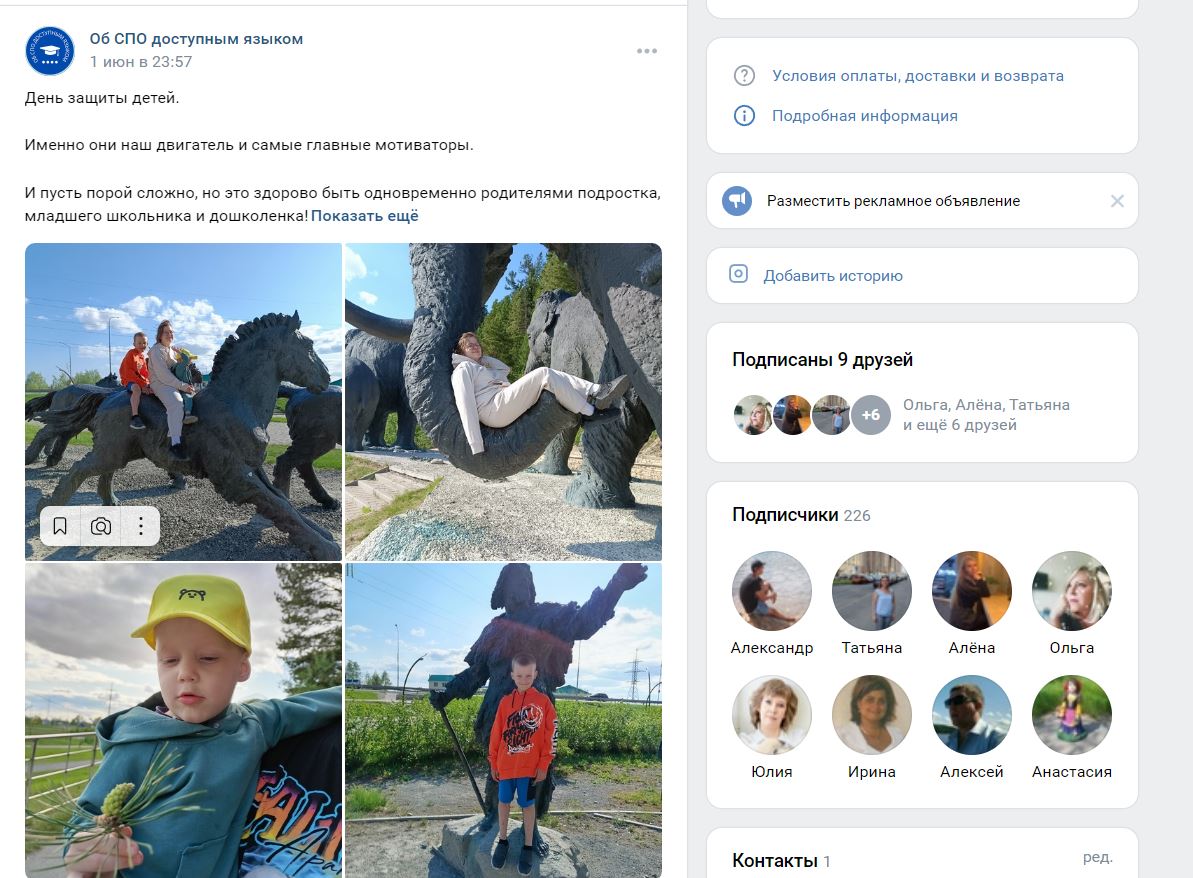 Об СПО доступным языком
1 июн в 23:57
День защиты детей.
Именно они наш двигатель и самые главные мотиваторы.
И пусть порой сложно, но это здорово быть одновременно родителями подростка,
младшего школьника и дошколенка! Показать ещё
Условия оплаты, доставки и возврата
Подробная информация
Разместить рекламное объявление
Добавить историю
Подписаны 9 друзей
+6
Ольга, Алёна, Татьяна
и ещё 6 друзей
Подписчики 226
Александр Татьяна Алёна Ольга
Юлия Ирина Алексей Анастасия
Контакты 1
ред.